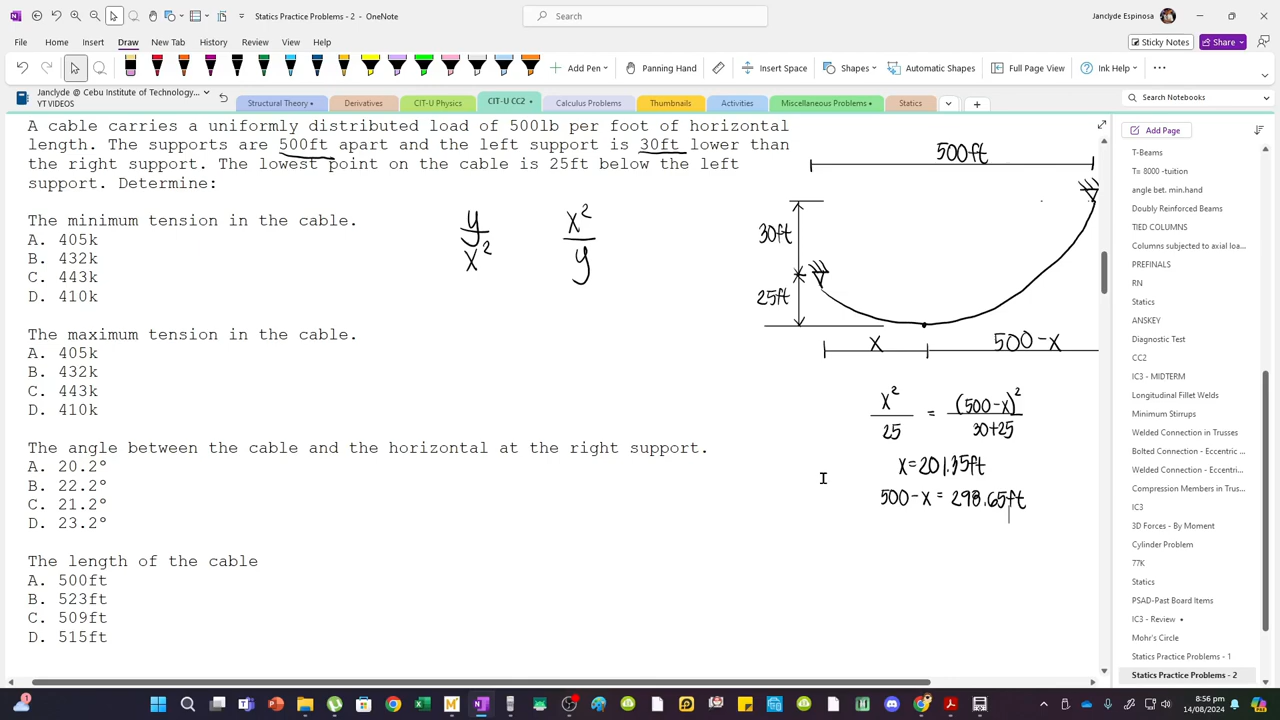 Statics Practice Problems - 2 - OneNote
Search
Janclyde Espinosa
File Home Insert Draw New Tab History Review View Help
Sticky Notes
Share
Add Pen
Panning Hand
Insert Space
Shapes
Automatic Shapes
Full Page View
Ink Help
Janclyde @ Cebu Institute of Technology...
YT VIDEOS
Structural Theory
Derivatives
CIT-U Physics
CIT-U CC2
Calculus Problems
Thumbnails
Activities
Miscellaneous Problems
Statics
Search Notebooks
A cable carries a uniformly distributed load of 500lb per foot of horizontal
length. The supports are 500ft apart and the left support is 30ft lower than
the right support. The lowest point on the cable is 25ft below the left
support. Determine:
The minimum tension in the cable.
A. 405k
B. 432k
C. 443k
D. 410k
The maximum tension in the cable.
A. 405k
B. 432k
C. 443k
D. 410k
The angle between the cable and the horizontal at the right support.
A. 20.2°
B. 22.2°
C. 21.2°
D. 23.2°
The length of the cable
A. 500ft
B. 523ft
C. 509ft
D. 515ft
y
x²
x²
y
500ft
30ft
25ft
x
500-x
x² = (500-x)²
25 30+25
x=201.35ft
500-x = 298.65ft
Add Page
T-Beams
T= 8000 -tuition
angle bet. min.hand
Doubly Reinforced Beams
TIED COLUMNS
Columns subjected to axial loa...
PREFINALS
RN
Statics
ANSKEY
Diagnostic Test
CC2
IC3 - MIDTERM
Longitudinal Fillet Welds
Minimum Stirrups
Welded Connection in Trusses
Bolted Connection - Eccentric ...
Welded Connection - Eccentri...
Compression Members in Trus...
IC3
3D Forces - By Moment
Cylinder Problem
77K
Statics
PSAD-Past Board Items
IC3 - Review
Mohr's Circle
Statics Practice Problems - 1
Statics Practice Problems - 2
8:56 pm
14/08/2024